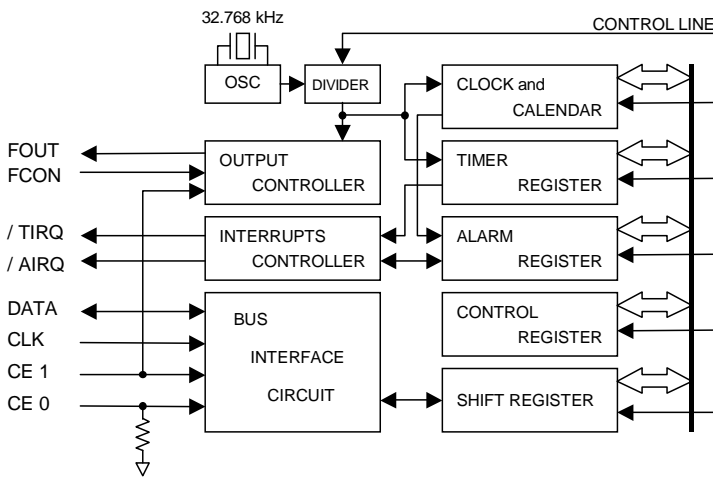 32.768 kHz
CONTROL LINE
OSC
DIVIDER
CLOCK and
CALENDAR
FOUT
FCON
OUTPUT
CONTROLLER
TIMER
REGISTER
/ TIRQ
/ AIRQ
INTERRUPTS
CONTROLLER
ALARM
REGISTER
DATA
CLK
CE 1
CE 0
BUS
INTERFACE
CIRCUIT
CONTROL
REGISTER
SHIFT REGISTER